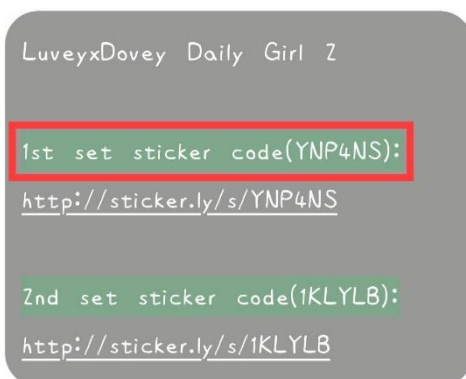 LuveyxDovey Daily Girl 2
1st set sticker code(YNP4NS):
http://sticker.ly/s/YNP4NS
2nd set sticker code(1KLYLB):
http://sticker.ly/s/1KLYLB